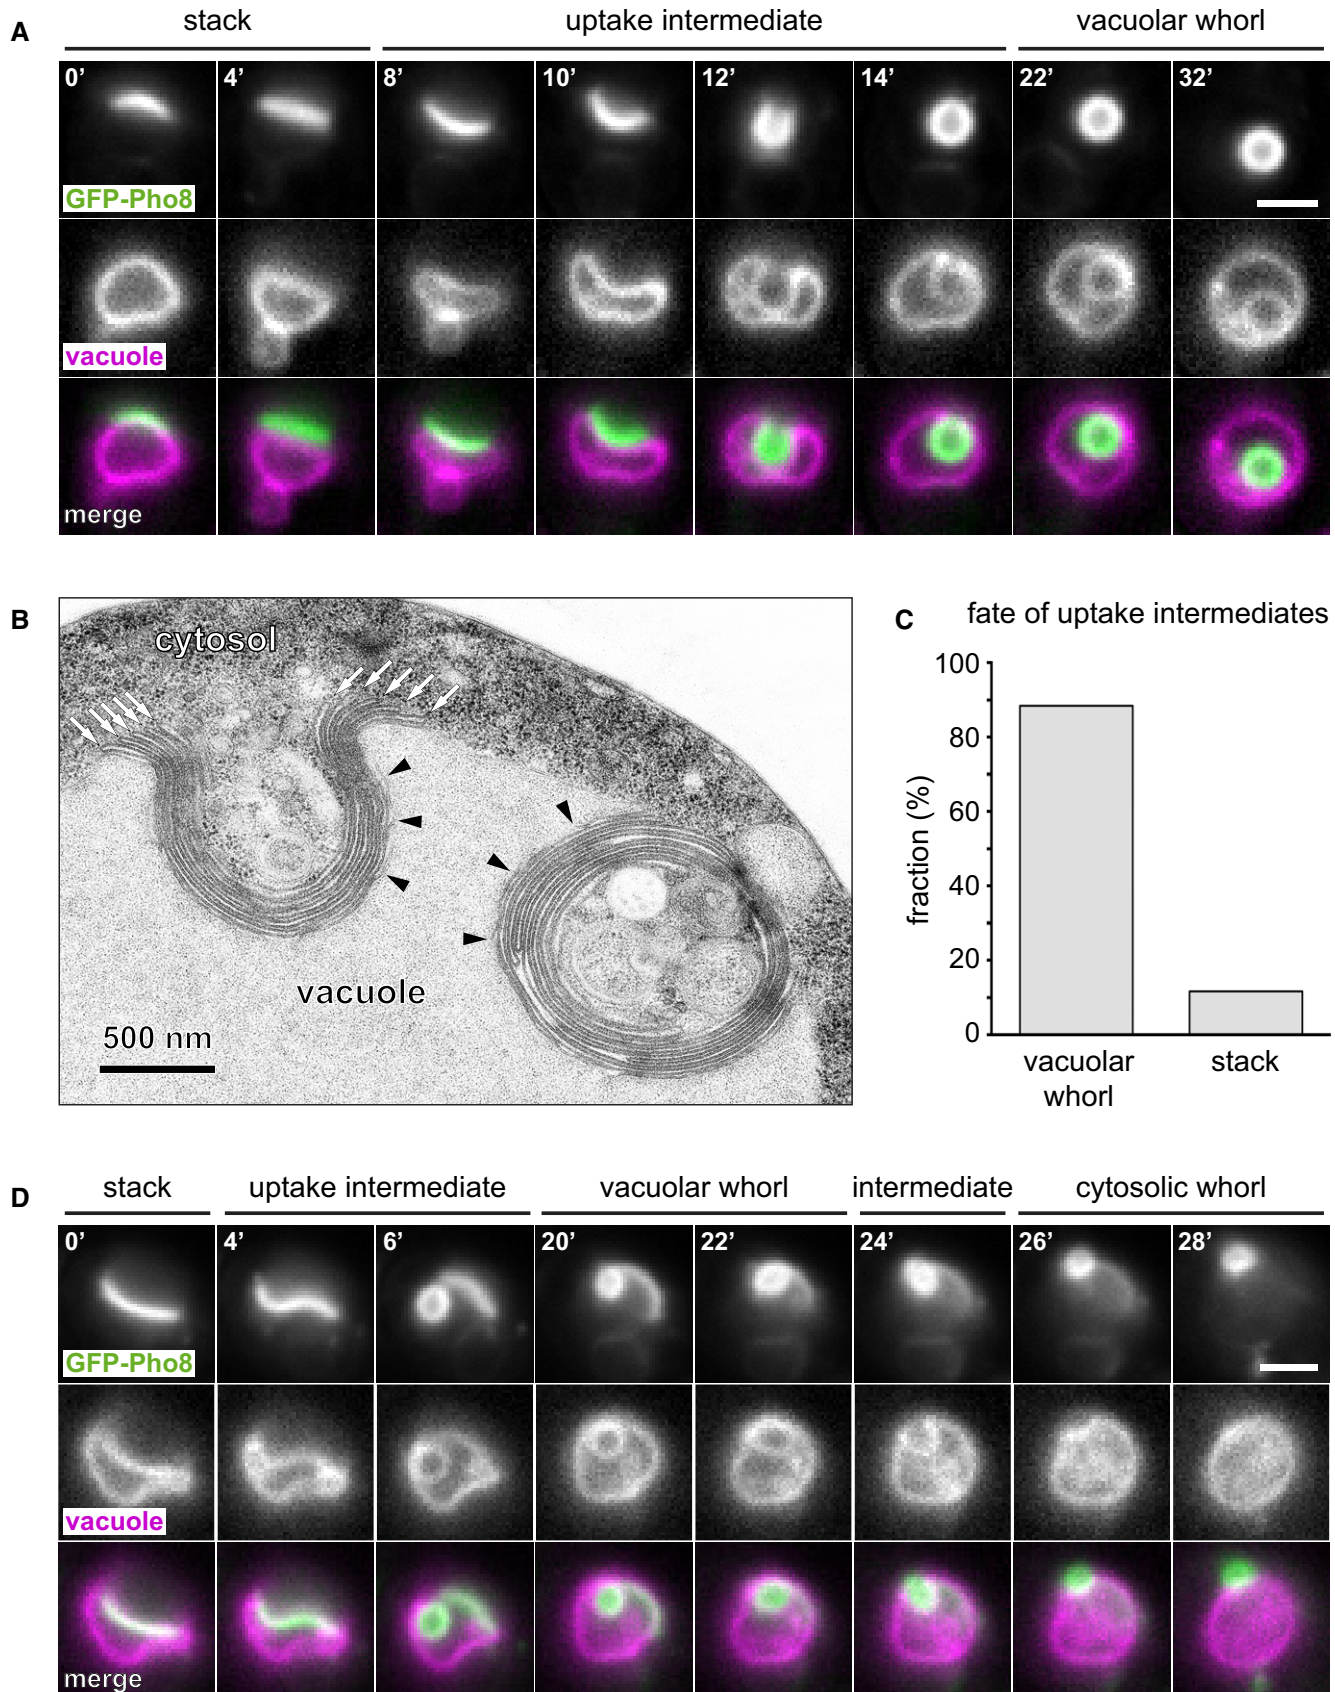 A
stack
uptake intermediate
vacuolar whorl
0’
4’
8’
10’
12’
14’
22’
32’
GFP-Pho8
vacuole
merge
B
cytosol
vacuole
500 nm
C
fate of uptake intermediates
fraction (%)
100
80
60
40
20
0
vacuolar
whorl
stack
D
stack
uptake intermediate
vacuolar whorl
intermediate
cytosolic whorl
0’
4’
6’
20’
22’
24’
26’
28’
GFP-Pho8
vacuole
merge